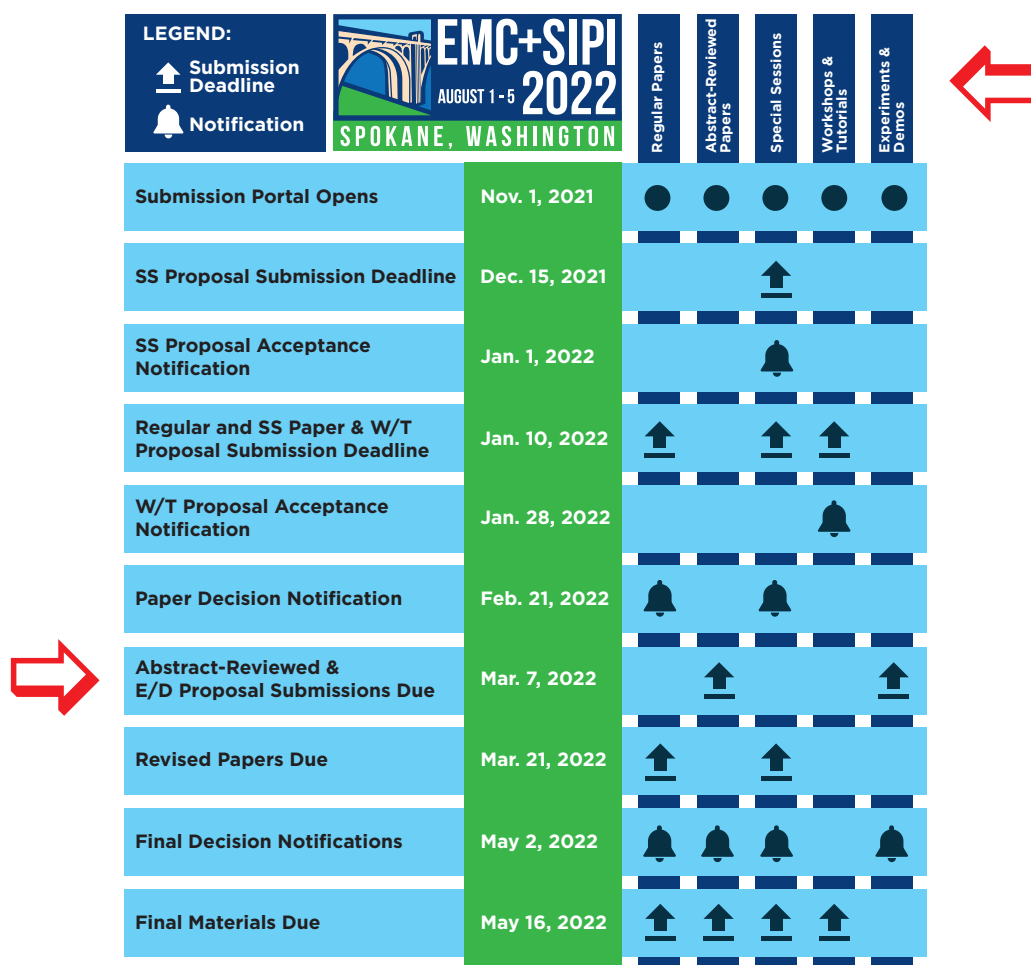 LEGEND:
Submission
Deadline
Notification
EMC+SIPI
AUGUST 1 - 5 2022
SPOKANE, WASHINGTON
Regular Papers
Abstract-Reviewed
Papers
Special Sessions
Workshops &
Tutorials
Experiments &
Demos
Submission Portal Opens Nov. 1, 2021
SS Proposal Submission Deadline Dec. 15, 2021
SS Proposal Acceptance
Notification Jan. 1, 2022
Regular and SS Paper & W/T
Proposal Submission Deadline Jan. 10, 2022
W/T Proposal Acceptance
Notification Jan. 28, 2022
Paper Decision Notification Feb. 21, 2022
Abstract-Reviewed &
E/D Proposal Submissions Due Mar. 7, 2022
Revised Papers Due Mar. 21, 2022
Final Decision Notifications May 2, 2022
Final Materials Due May 16, 2022